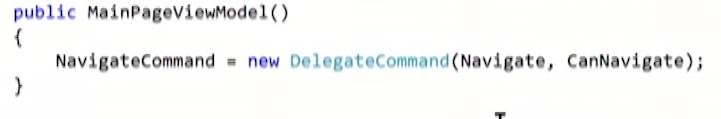 public MainPageViewModel()
{
    NavigateCommand = new DelegateCommand(Navigate, CanNavigate);
}